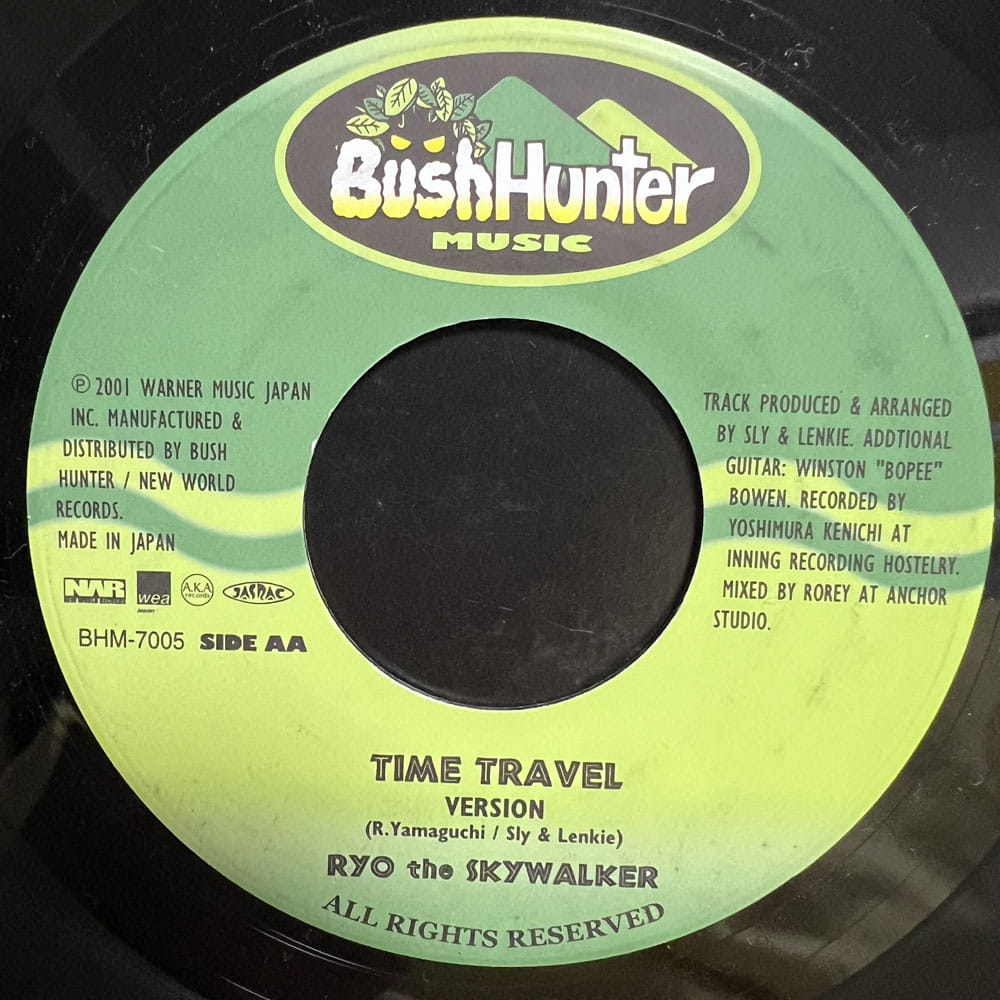 BushHunter
MUSIC
℗ 2001 WARNER MUSIC JAPAN
INC. MANUFACTURED &
DISTRIBUTED BY BUSH
HUNTER / NEW WORLD
RECORDS.
MADE IN JAPAN
NAR
wea
japan
A.K.A
records
JASRAC
BHM-7005 SIDE AA
TRACK PRODUCED & ARRANGED
BY SLY & LENKIE. ADDTIONAL
GUITAR: WINSTON "BOPEE"
BOWEN. RECORDED BY
YOSHIMURA KENICHI AT
INNING RECORDING HOSTELRY.
MIXED BY ROREY AT ANCHOR
STUDIO.
TIME TRAVEL
VERSION
(R.Yamaguchi / Sly & Lenkie)
RYO the SKYWALKER
ALL RIGHTS RESERVED